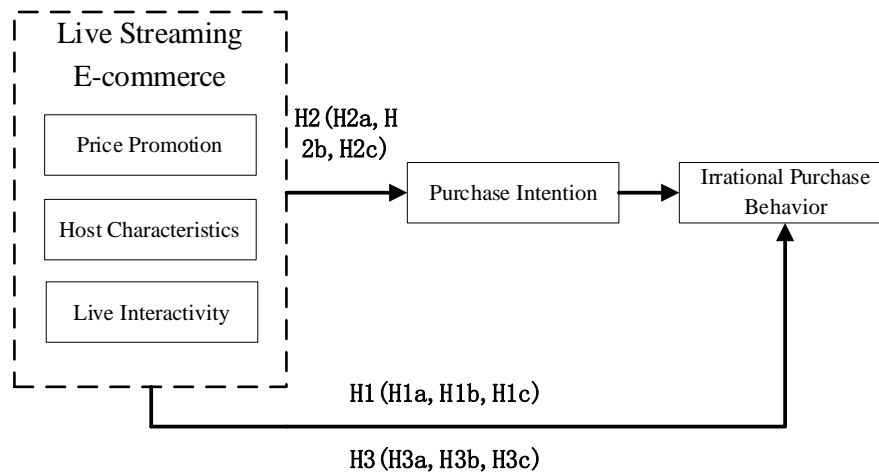 Live Streaming
E-commerce
Price Promotion
Host Characteristics
Live Interactivity
H2(H2a, H
2b, H2c)
Purchase Intention
Irrational Purchase
Behavior
H1(H1a, H1b, H1c)
H3(H3a, H3b, H3c)